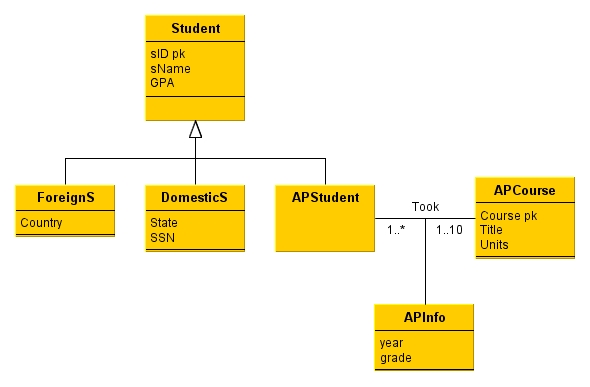 Student
sID pk
sName
GPA
ForeignS
Country
DomesticS
State
SSN
APStudent
Took
1..*
1..10
APCourse
Course pk
Title
Units
APInfo
year
grade